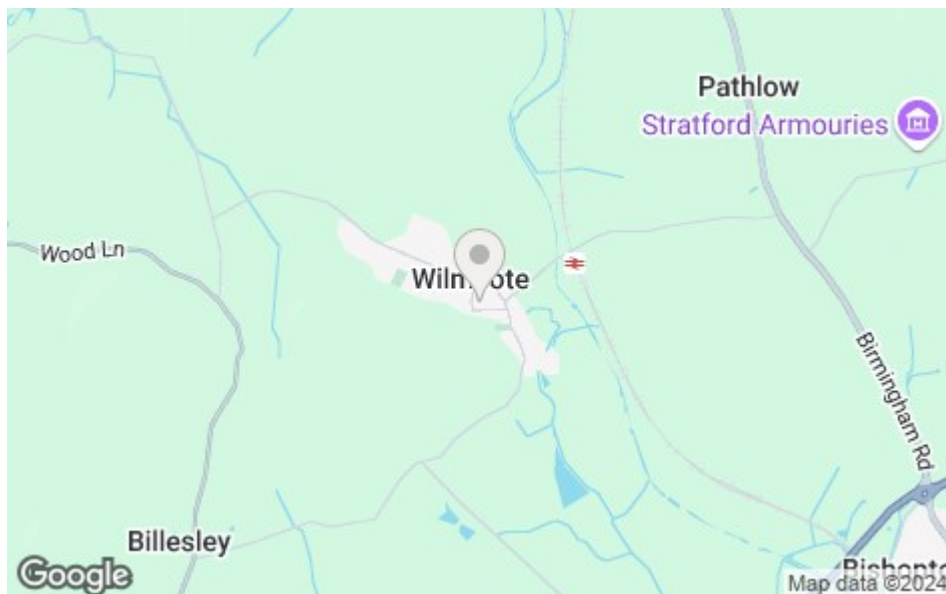 Pathlow
Stratford Armouries
Wood Ln
Birmingham Rd
Billesley
Google
Map data ©2024